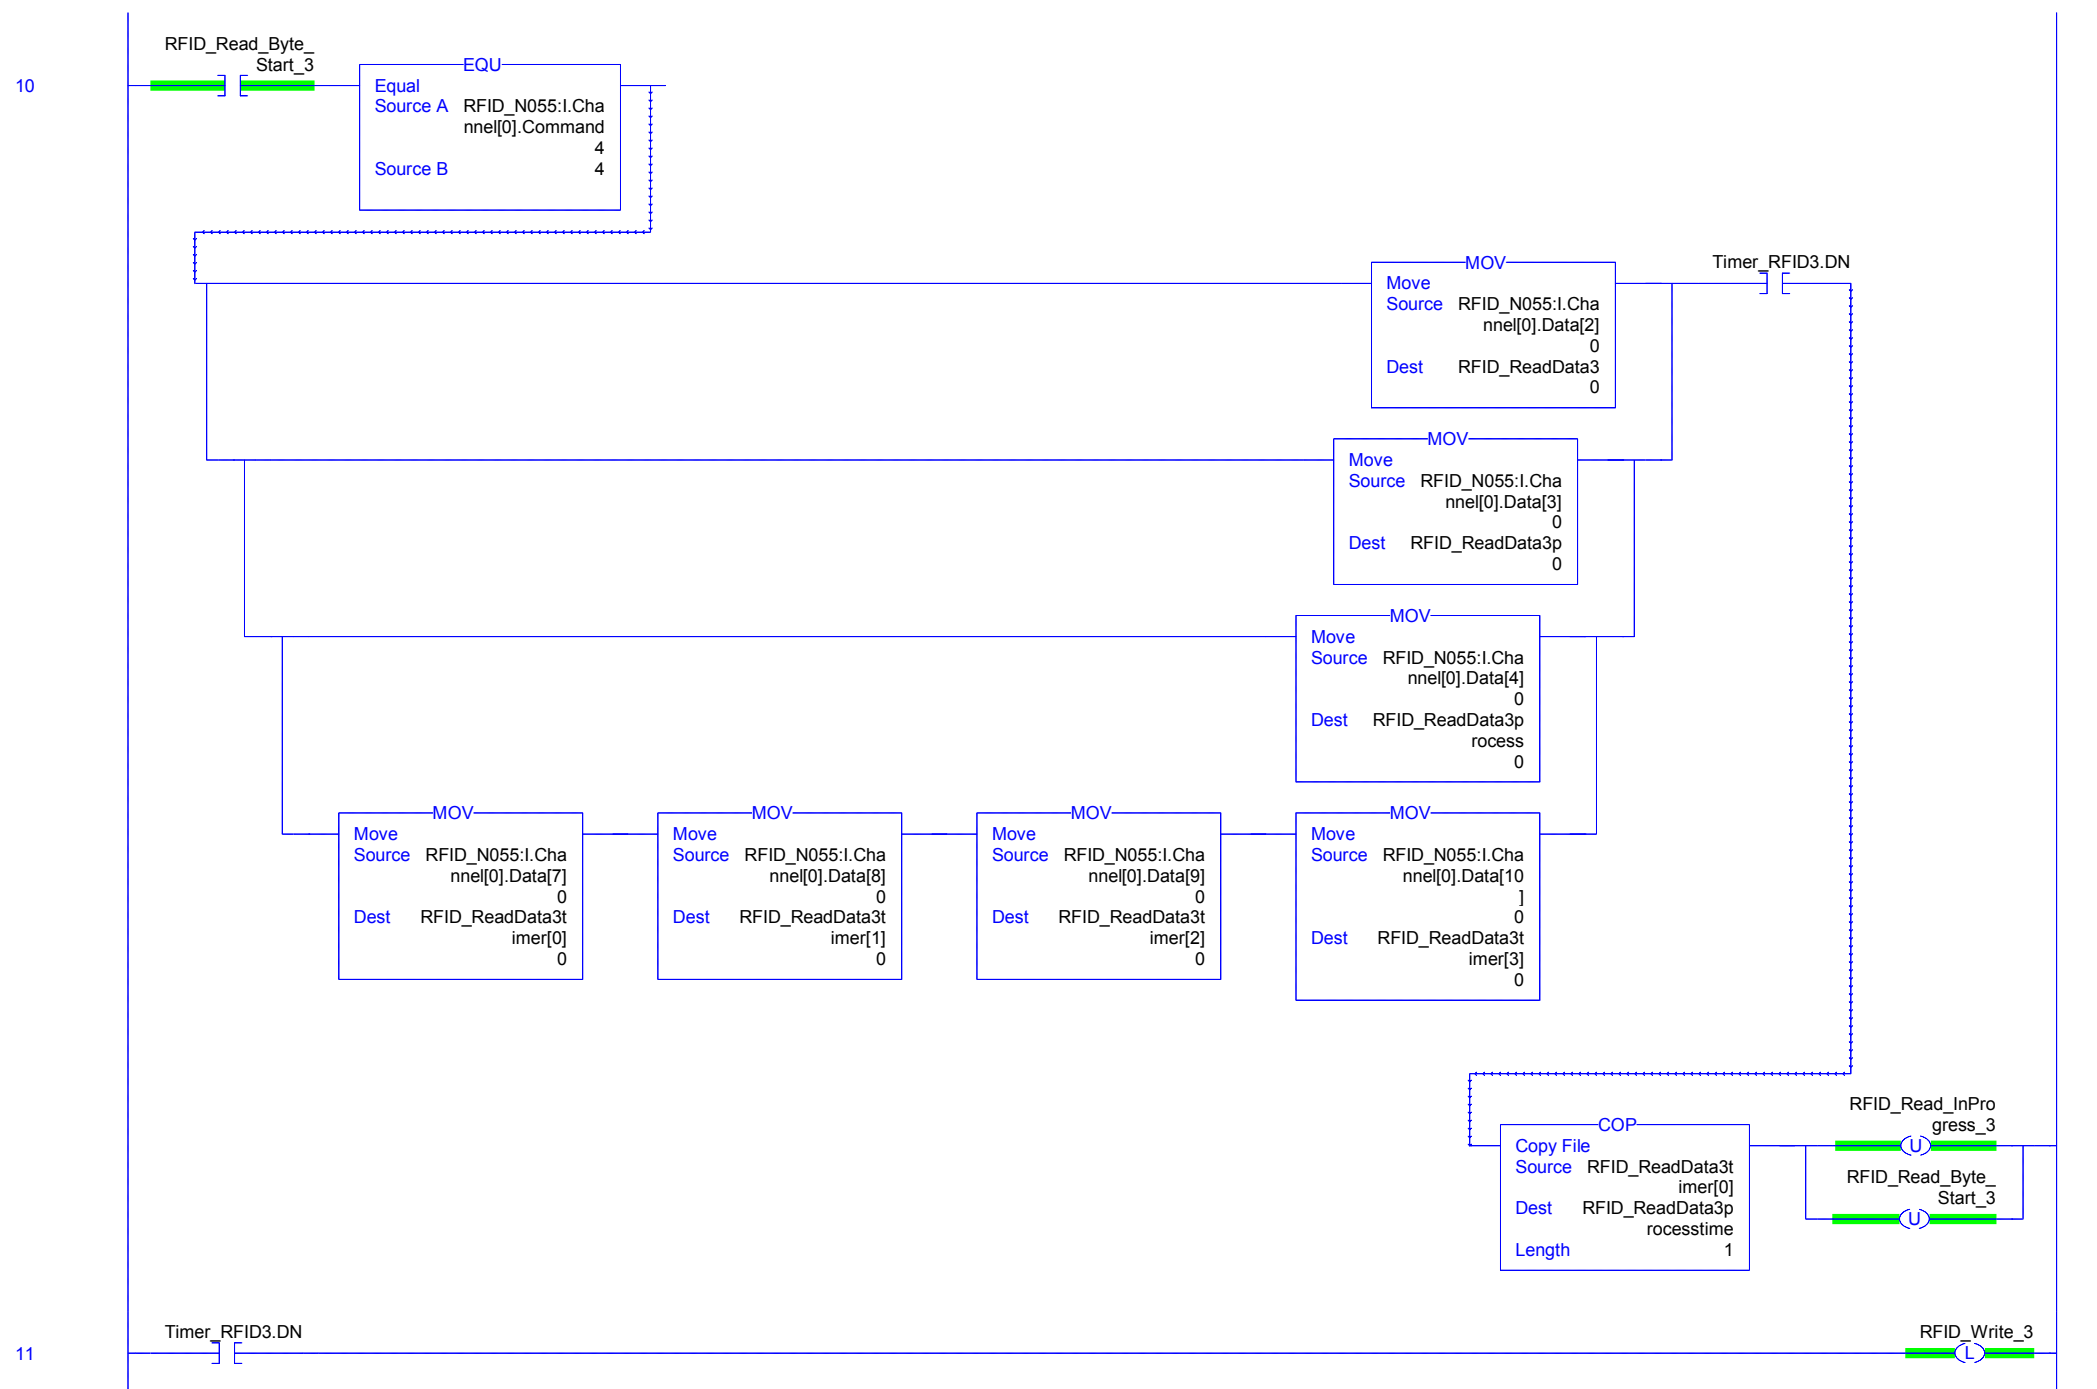 RFID_Read_Byte_
Start_3
10
EQU
Equal
Source A RFID_N055:I.Cha
nnel[0].Command
4
Source B 4
MOV
Move
Source RFID_N055:I.Cha
nnel[0].Data[2]
0
Dest RFID_ReadData3
0
Timer_RFID3.DN
MOV
Move
Source RFID_N055:I.Cha
nnel[0].Data[3]
0
Dest RFID_ReadData3p
0
MOV
Move
Source RFID_N055:I.Cha
nnel[0].Data[4]
0
Dest RFID_ReadData3p
rocess
0
MOV
Move
Source RFID_N055:I.Cha
nnel[0].Data[7]
0
Dest RFID_ReadData3t
imer[0]
0
MOV
Move
Source RFID_N055:I.Cha
nnel[0].Data[8]
0
Dest RFID_ReadData3t
imer[1]
0
MOV
Move
Source RFID_N055:I.Cha
nnel[0].Data[9]
0
Dest RFID_ReadData3t
imer[2]
0
MOV
Move
Source RFID_N055:I.Cha
nnel[0].Data[10
]
0
Dest RFID_ReadData3t
imer[3]
0
COP
Copy File
Source RFID_ReadData3t
imer[0]
Dest RFID_ReadData3p
rocesstime
Length 1
RFID_Read_InPro
gress_3
U
RFID_Read_Byte_
Start_3
U
Timer_RFID3.DN
11
RFID_Write_3
L